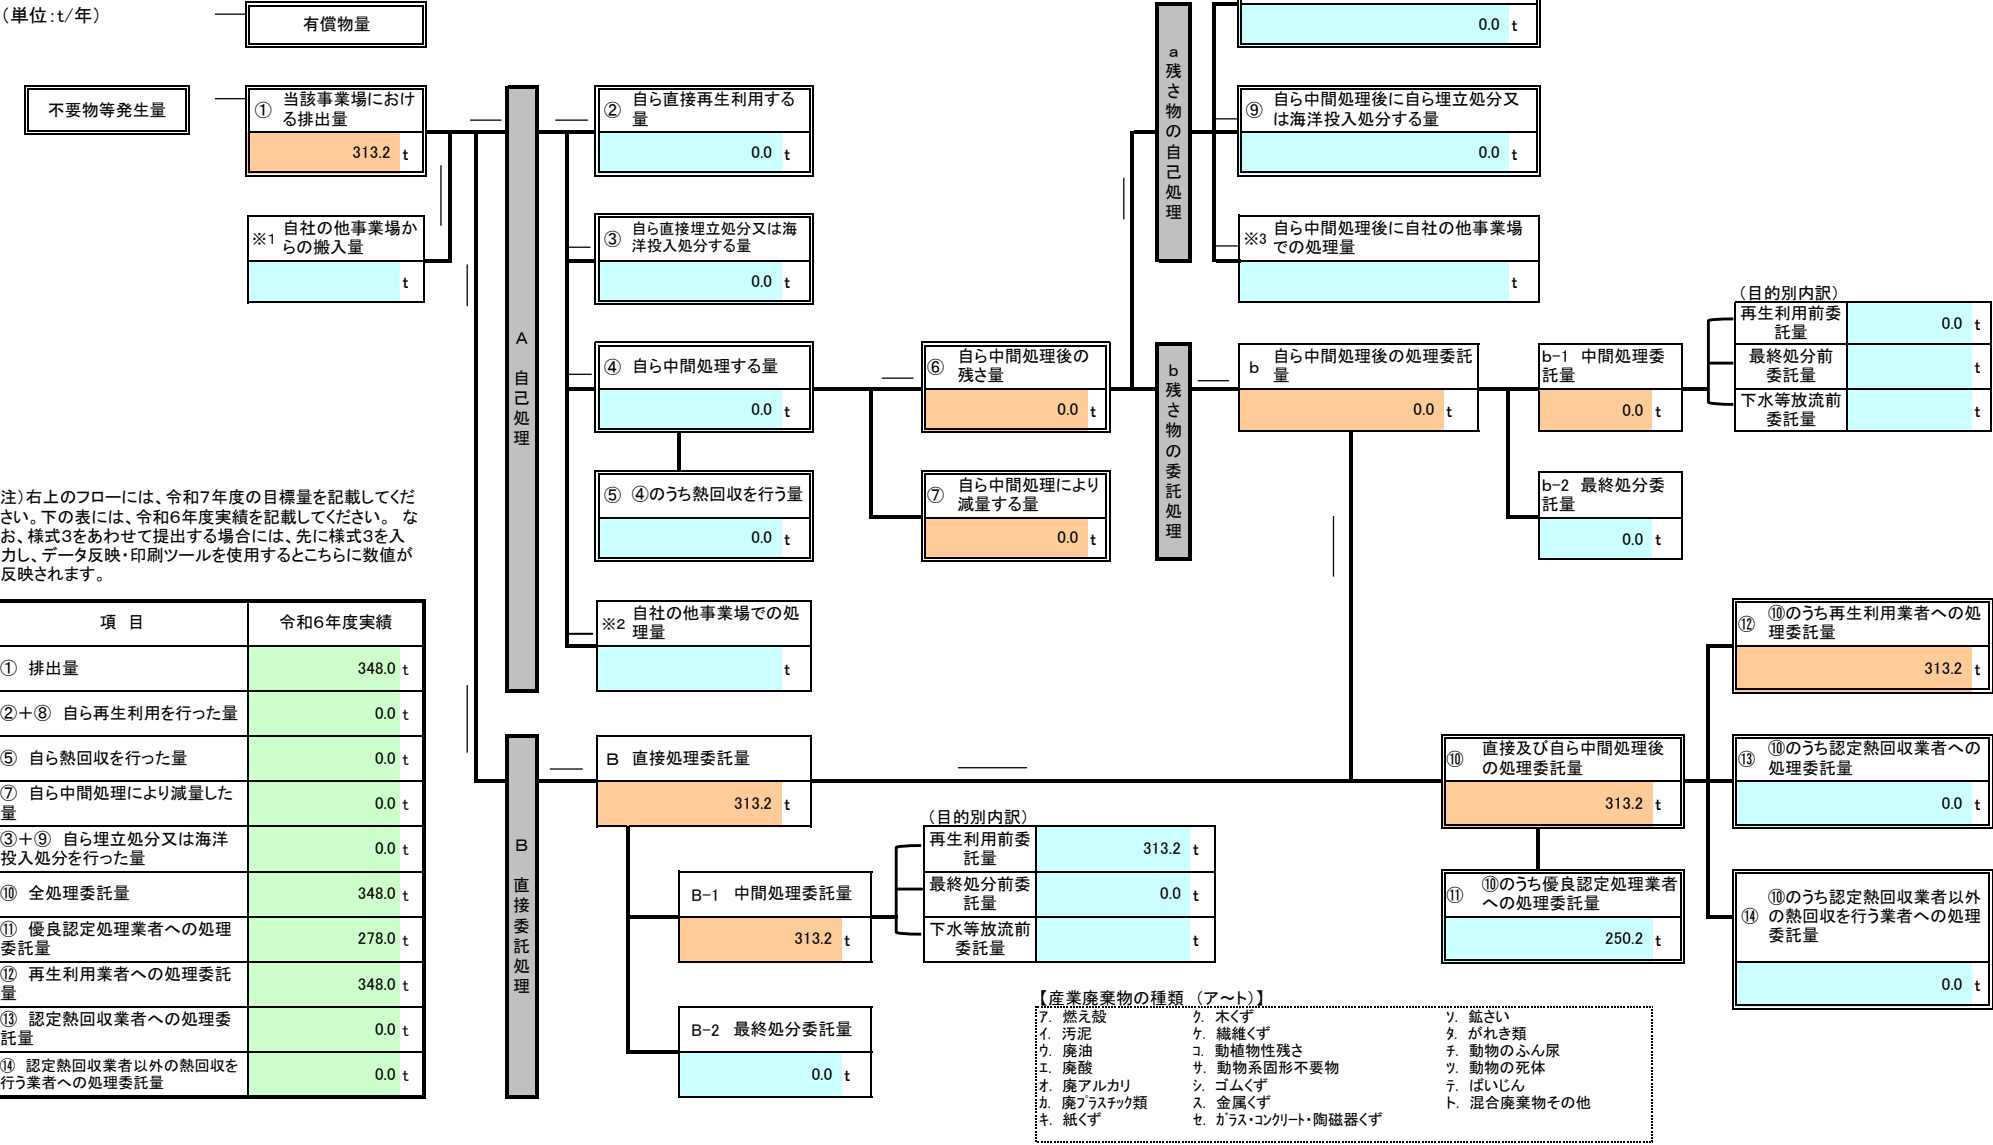 （単位:t/年）
有償物量
0.0 t
不要物等発生量
① 当該事業場におけ
る排出量
313.2 t
※1 自社の他事業場か
らの搬入量
t
A 自己処理
② 自ら直接再生利用する
量
0.0 t
③ 自ら直接埋立処分又は海
洋投入処分する量
0.0 t
④ 自ら中間処理する量
0.0 t
⑤ ④のうち熱回収を行う量
0.0 t
※2 自社の他事業場での処
理量
t
⑥ 自ら中間処理後の
残さ量
0.0 t
⑦ 自ら中間処理により
減量する量
0.0 t
a 残さ物の自己処理
⑨ 自ら中間処理後に自ら埋立処分又
は海洋投入処分する量
0.0 t
※3 自ら中間処理後に自社の他事業場
での処理量
t
b 残さ物の委託処理
b 自ら中間処理後の処理委託
量
0.0 t
b-1 中間処理委
託量
0.0 t
b-2 最終処分委
託量
0.0 t
（目的別内訳）
再生利用前委
託量
0.0 t
最終処分前
委託量
t
下水等放流前
委託量
t
注）右上のフローには、令和７年度の目標量を記載してくだ
さい。下の表には、令和６年度実績を記載してください。 な
お、様式３をあわせて提出する場合には、先に様式３を入
力し、データ反映・印刷ツールを使用するとこちらに数値が
反映されます。
項 目 令和６年度実績
① 排出量 348.0 t
②＋⑧ 自ら再生利用を行った量 0.0 t
⑤ 自ら熱回収を行った量 0.0 t
⑦ 自ら中間処理により減量した
量 0.0 t
③＋⑨ 自ら埋立処分又は海洋
投入処分を行った量 0.0 t
⑩ 全処理委託量 348.0 t
⑪ 優良認定処理業者への処理
委託量 278.0 t
⑫ 再生利用業者への処理委託
量 348.0 t
⑬ 認定熱回収業者への処理委
託量 0.0 t
⑭ 認定熱回収業者以外の熱回収を
行う業者への処理委託量 0.0 t
B 直接委託処理
B 直接処理委託量
313.2 t
B-1 中間処理委託量
313.2 t
B-2 最終処分委託量
0.0 t
（目的別内訳）
再生利用前委
託量
313.2 t
最終処分前委
託量
0.0 t
下水等放流前
委託量
t
⑩ 直接及び自ら中間処理後
の処理委託量
313.2 t
⑪ ⑩のうち優良認定処理業者
への処理委託量
250.2 t
⑫ ⑩のうち再生利用業者への処
理委託量
313.2 t
⑬ ⑩のうち認定熱回収業者への
処理委託量
0.0 t
⑭ ⑩のうち認定熱回収業者以外
の熱回収を行う業者への処理
委託量
0.0 t
【産業廃棄物の種類 （ア～ト）】
ア. 燃え殻 ク. 木くず ソ. 鉱さい
イ. 汚泥 ケ. 繊維くず タ. がれき類
ウ. 廃油 コ. 動植物性残さ チ. 動物のふん尿
エ. 廃酸 サ. 動物系固形不要物 ツ. 動物の死体
オ. 廃アルカリ シ. ゴムくず テ. ばいじん
カ. 廃プラスチック類 ス. 金属くず ト. 混合廃棄物その他
キ. 紙くず セ. ガラス・コンクリート・陶磁器くず